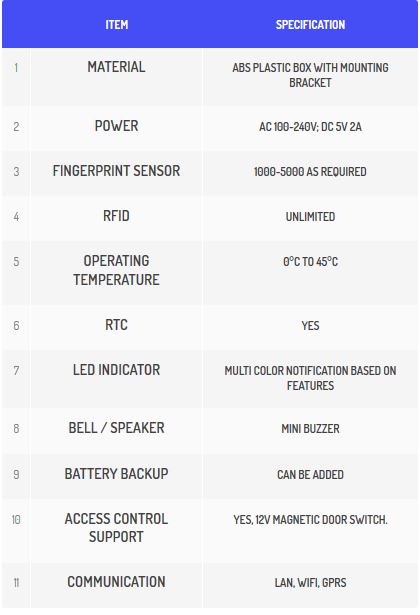 ITEM SPECIFICATION
1 MATERIAL ABS PLASTIC BOX WITH MOUNTING
BRACKET
2 POWER AC 100-240V; DC 5V 2A
3 FINGERPRINT SENSOR 1000-5000 AS REQUIRED
4 RFID UNLIMITED
5 OPERATING 0°C TO 45°C
TEMPERATURE
6 RTC YES
7 LED INDICATOR MULTI COLOR NOTIFICATION BASED ON
FEATURES
8 BELL / SPEAKER MINI BUZZER
9 BATTERY BACKUP CAN BE ADDED
10 ACCESS CONTROL YES, 12V MAGNETIC DOOR SWITCH.
SUPPORT
11 COMMUNICATION LAN, WIFI, GPRS